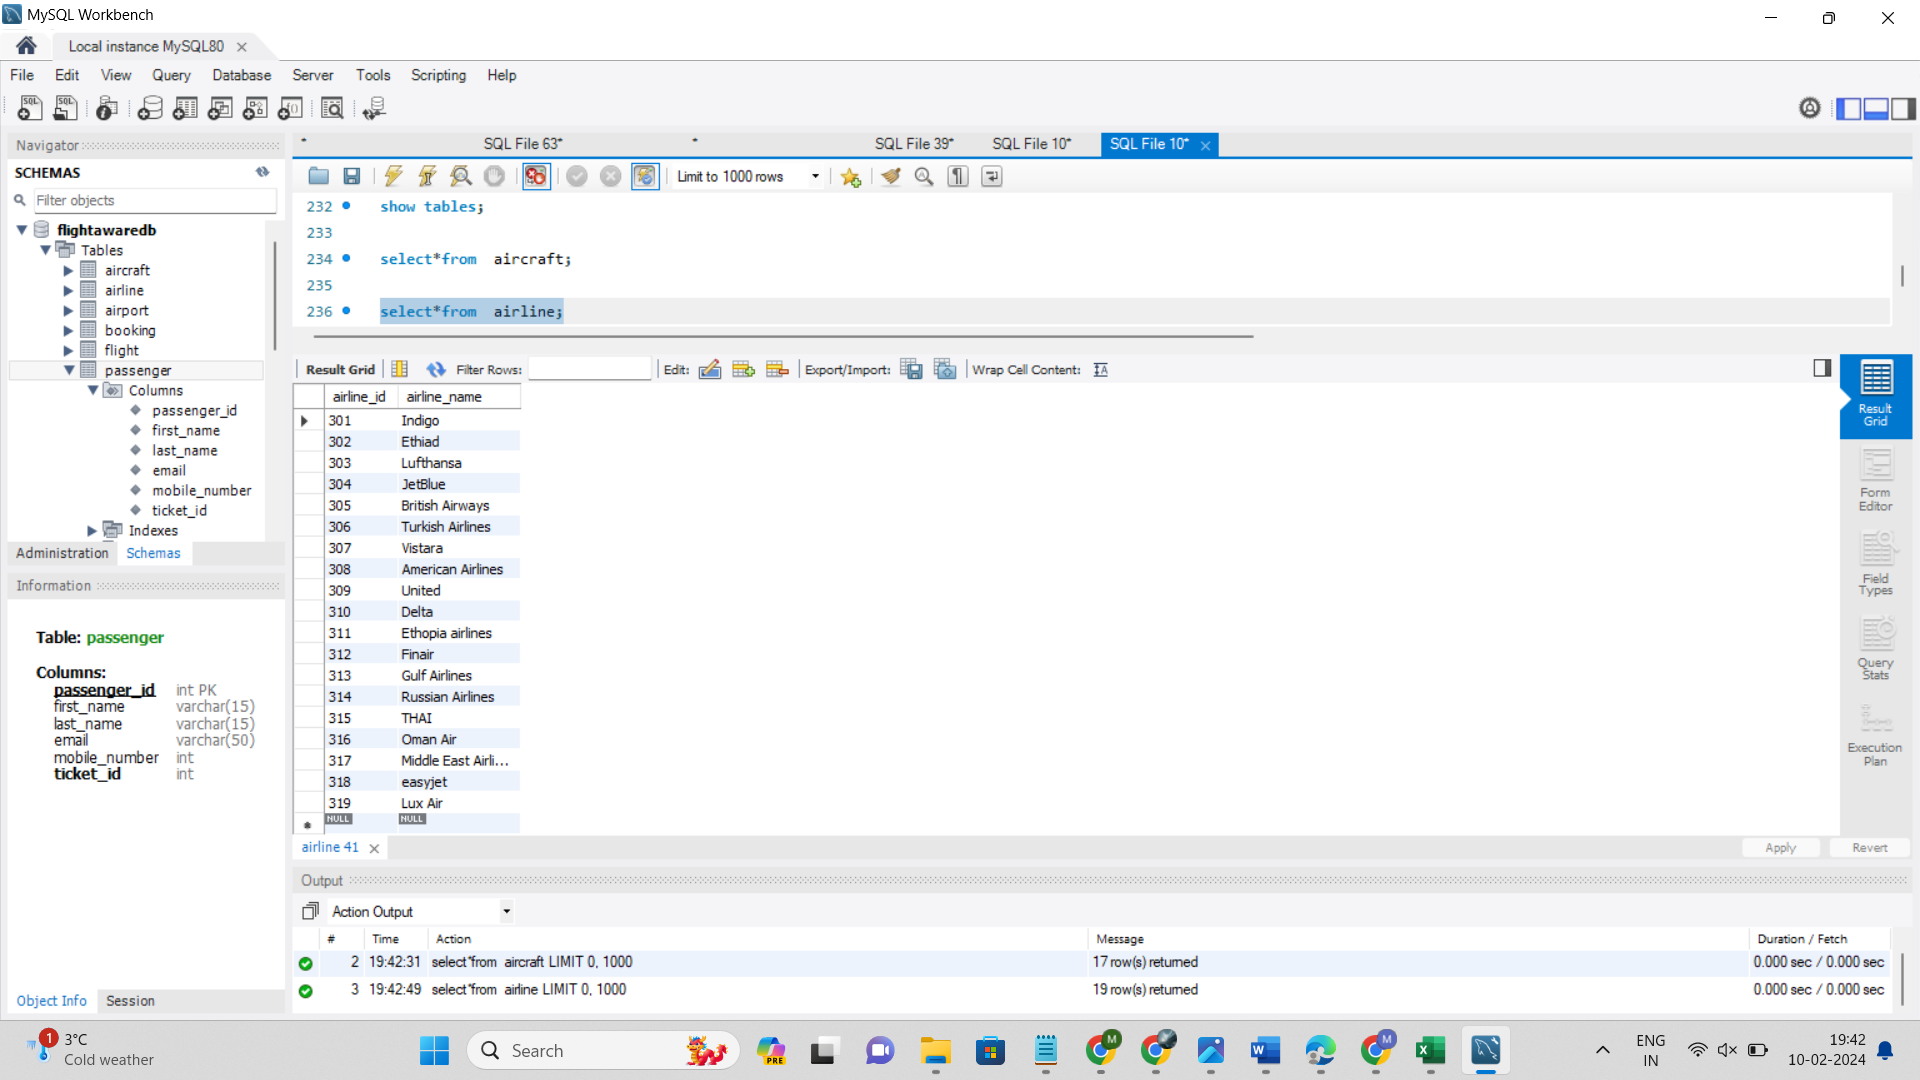 MySQL Workbench
Local instance MySQL80
File Edit View Query Database Server Tools Scripting Help
Navigator
SCHEMAS
Filter objects
flightawaredb
Tables
aircraft
airline
airport
booking
flight
passenger
Columns
passenger_id
first_name
last_name
email
mobile_number
ticket_id
Indexes
Administration Schemas
Information
Table: passenger
Columns:
passenger_id int PK
first_name varchar(15)
last_name varchar(15)
email varchar(50)
mobile_number int
ticket_id int
Object Info Session
* SQL File 63* * SQL File 39* SQL File 10* SQL File 10*
Limit to 1000 rows
232 show tables;
233
234 select*from aircraft;
235
236 select*from airline;
Result Grid Filter Rows: Edit: Export/Import: Wrap Cell Content:
airline_id airline_name
301 Indigo
302 Ethiad
303 Lufthansa
304 JetBlue
305 British Airways
306 Turkish Airlines
307 Vistara
308 American Airlines
309 United
310 Delta
311 Ethopia airlines
312 Finair
313 Gulf Airlines
314 Russian Airlines
315 THAI
316 Oman Air
317 Middle East Airli...
318 easyjet
319 Lux Air
NULL NULL
Result
Grid
Form
Editor
Field
Types
Query
Stats
Execution
Plan
airline 41 Apply Revert
Output
Action Output
# Time Action Message Duration / Fetch
2 19:42:31 select*from aircraft LIMIT 0, 1000 17 row(s) returned 0.000 sec / 0.000 sec
3 19:42:49 select*from airline LIMIT 0, 1000 19 row(s) returned 0.000 sec / 0.000 sec
1 3°C
Cold weather
Search
PRE
M
M
ENG
IN
19:42
10-02-2024